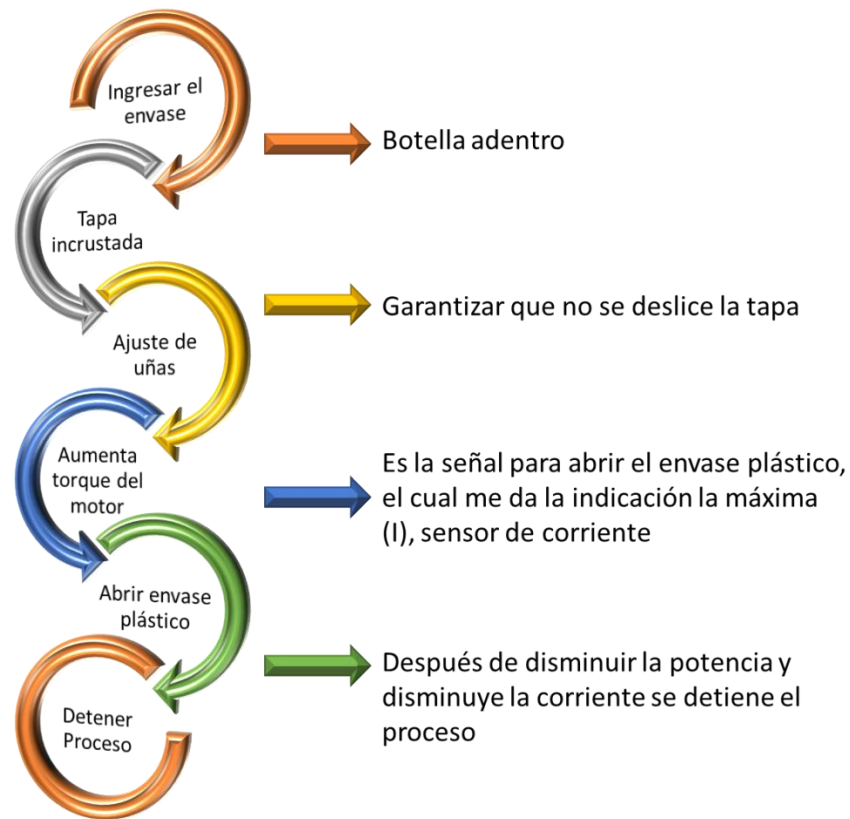 Ingresar el
envase
Botella adentro
Tapa
incrustada
Garantizar que no se deslice la tapa
Ajuste de
uñas
Aumenta
torque del
motor
Es la señal para abrir el envase plástico,
el cual me da la indicación la máxima
(I), sensor de corriente
Abrir envase
plástico
Después de disminuir la potencia y
disminuye la corriente se detiene el
proceso
Detener
Proceso